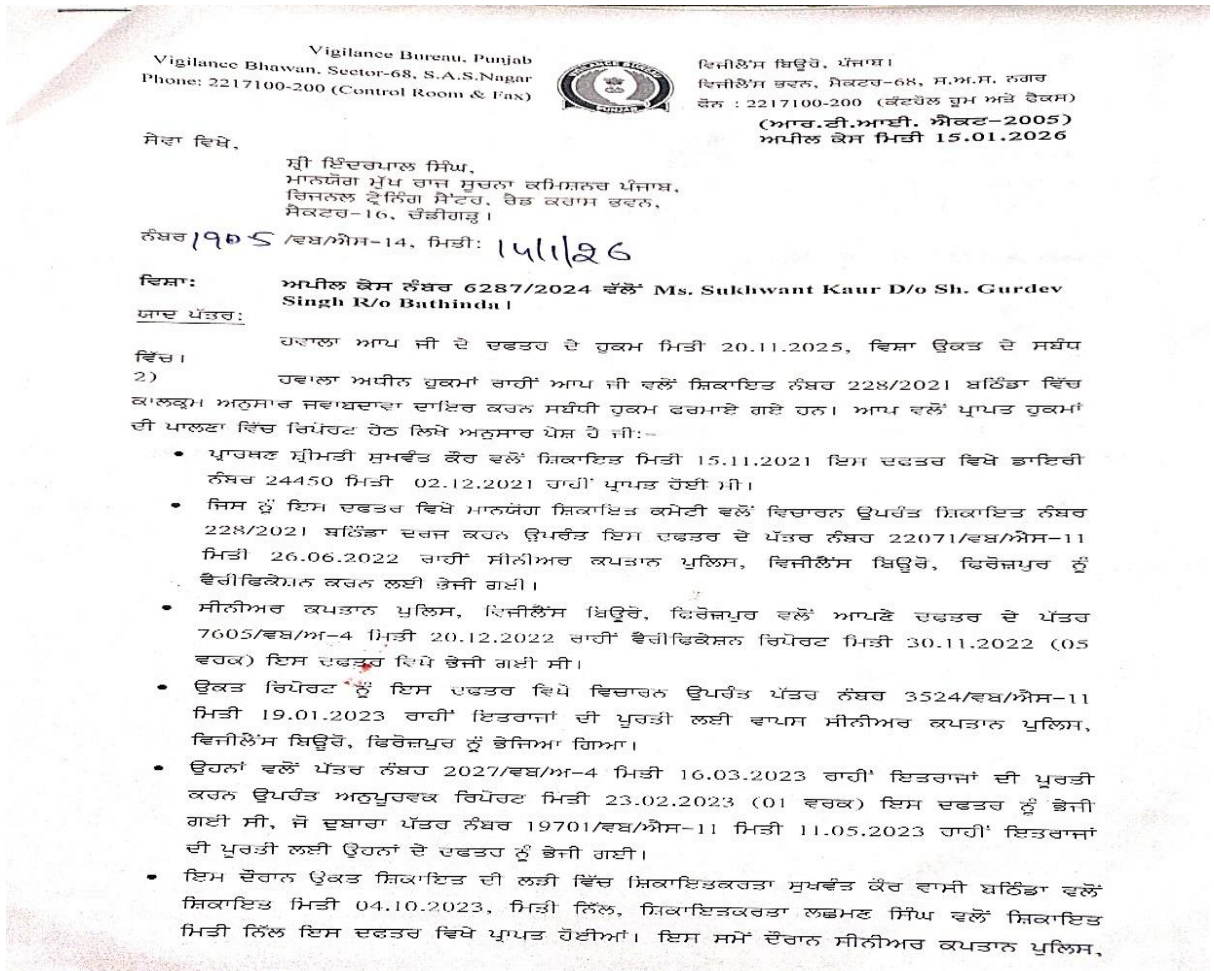 Vigilance Bureau, Punjab
Vigilance Bhawan, Sector-68, S.A.S.Nagar
Phone: 2217100-200 (Control Room & Fax)
VIGILANCE BUREAU
PUNJAB
ਵਿਜੀਲੈਂਸ ਬਿਊਰੋ, ਪੰਜਾਬ।
ਵਿਜੀਲੈਂਸ ਭਵਨ, ਸੈਕਟਰ-68, ਸ.ਅ.ਸ. ਨਗਰ
ਫੋਨ : 2217100-200 (ਕੰਟਰੋਲ ਰੂਮ ਅਤੇ ਫੈਕਸ)
(ਆਰ.ਟੀ.ਆਈ. ਐਕਟ-2005)
ਅਪੀਲ ਕੇਸ ਮਿਤੀ 15.01.2026
ਸੇਵਾ ਵਿਖੇ,
ਸ਼੍ਰੀ ਇੰਦਰਪਾਲ ਸਿੰਘ,
ਮਾਨਯੋਗ ਮੁੱਖ ਰਾਜ ਸੂਚਨਾ ਕਮਿਸ਼ਨਰ ਪੰਜਾਬ,
ਰਿਜਨਲ ਟ੍ਰੇਨਿੰਗ ਸੈਂਟਰ, ਰੈਡ ਕਰਾਸ ਭਵਨ,
ਸੈਕਟਰ-16, ਚੰਡੀਗੜ੍ਹ।
ਨੰਬਰ 1905 /ਵਬ/ਐਸ-14, ਮਿਤੀ: 14/1/26
ਵਿਸ਼ਾ: ਅਪੀਲ ਕੇਸ ਨੰਬਰ 6287/2024 ਵੱਲੋਂ Ms. Sukhwant Kaur D/o Sh. Gurdev
Singh R/o Bathinda।
ਯਾਦ ਪੱਤਰ:
ਹਵਾਲਾ ਆਪ ਜੀ ਦੇ ਦਫਤਰ ਦੇ ਹੁਕਮ ਮਿਤੀ 20.11.2025, ਵਿਸ਼ਾ ਉਕਤ ਦੇ ਸਬੰਧ
ਵਿੱਚ।
2) ਹਵਾਲਾ ਅਧੀਨ ਹੁਕਮਾਂ ਰਾਹੀਂ ਆਪ ਜੀ ਵਲੋਂ ਸ਼ਿਕਾਇਤ ਨੰਬਰ 228/2021 ਬਠਿੰਡਾ ਵਿੱਚ
ਕਾਲਕ੍ਰਮ ਅਨੁਸਾਰ ਜਵਾਬਦਾਵਾ ਦਾਇਰ ਕਰਨ ਸਬੰਧੀ ਹੁਕਮ ਫਰਮਾਏ ਗਏ ਹਨ। ਆਪ ਵਲੋਂ ਪ੍ਰਾਪਤ ਹੁਕਮਾਂ
ਦੀ ਪਾਲਣਾ ਵਿੱਚ ਰਿਪੋਰਟ ਹੇਠ ਲਿਖੇ ਅਨੁਸਾਰ ਪੇਸ਼ ਹੈ ਜੀ:-
• ਪ੍ਰਾਰਥਣ ਸ਼੍ਰੀਮਤੀ ਸੁਖਵੰਤ ਕੌਰ ਵਲੋਂ ਸ਼ਿਕਾਇਤ ਮਿਤੀ 15.11.2021 ਇਸ ਦਫਤਰ ਵਿਖੇ ਡਾਇਰੀ
ਨੰਬਰ 24450 ਮਿਤੀ 02.12.2021 ਰਾਹੀਂ ਪ੍ਰਾਪਤ ਹੋਈ ਸੀ।
• ਜਿਸ ਨੂੰ ਇਸ ਦਫਤਰ ਵਿਖੇ ਮਾਨਯੋਗ ਸ਼ਿਕਾਇਤ ਕਮੇਟੀ ਵਲੋਂ ਵਿਚਾਰਨ ਉਪਰੰਤ ਸ਼ਿਕਾਇਤ ਨੰਬਰ
228/2021 ਬਠਿੰਡਾ ਦਰਜ ਕਰਨ ਉਪਰੰਤ ਇਸ ਦਫਤਰ ਦੇ ਪੱਤਰ ਨੰਬਰ 22071/ਵਬ/ਐਸ-11
ਮਿਤੀ 26.06.2022 ਰਾਹੀਂ ਸੀਨੀਅਰ ਕਪਤਾਨ ਪੁਲਿਸ, ਵਿਜੀਲੈਂਸ ਬਿਊਰੋ, ਫਿਰੋਜ਼ਪੁਰ ਨੂੰ
ਵੈਰੀਫਿਕੇਸ਼ਨ ਕਰਨ ਲਈ ਭੇਜੀ ਗਈ।
• ਸੀਨੀਅਰ ਕਪਤਾਨ ਪੁਲਿਸ, ਵਿਜੀਲੈਂਸ ਬਿਊਰੋ, ਫਿਰੋਜ਼ਪੁਰ ਵਲੋਂ ਆਪਣੇ ਦਫਤਰ ਦੇ ਪੱਤਰ
7605/ਵਬ/ਅ-4 ਮਿਤੀ 20.12.2022 ਰਾਹੀਂ ਵੈਰੀਫਿਕੇਸ਼ਨ ਰਿਪੋਰਟ ਮਿਤੀ 30.11.2022 (05
ਵਰਕ) ਇਸ ਦਫਤਰ ਵਿਖੇ ਭੇਜੀ ਗਈ ਸੀ।
• ਉਕਤ ਰਿਪੋਰਟ ਨੂੰ ਇਸ ਦਫਤਰ ਵਿਖੇ ਵਿਚਾਰਨ ਉਪਰੰਤ ਪੱਤਰ ਨੰਬਰ 3524/ਵਬ/ਐਸ-11
ਮਿਤੀ 19.01.2023 ਰਾਹੀਂ ਇਤਰਾਜਾਂ ਦੀ ਪੂਰਤੀ ਲਈ ਵਾਪਸ ਸੀਨੀਅਰ ਕਪਤਾਨ ਪੁਲਿਸ,
ਵਿਜੀਲੈਂਸ ਬਿਊਰੋ, ਫਿਰੋਜ਼ਪੁਰ ਨੂੰ ਭੇਜਿਆ ਗਿਆ।
• ਉਹਨਾਂ ਵਲੋਂ ਪੱਤਰ ਨੰਬਰ 2027/ਵਬ/ਅ-4 ਮਿਤੀ 16.03.2023 ਰਾਹੀਂ ਇਤਰਾਜਾਂ ਦੀ ਪੂਰਤੀ
ਕਰਨ ਉਪਰੰਤ ਅਨੁਪੂਰਵਕ ਰਿਪੋਰਟ ਮਿਤੀ 23.02.2023 (01 ਵਰਕ) ਇਸ ਦਫਤਰ ਨੂੰ ਭੇਜੀ
ਗਈ ਸੀ, ਜੋ ਦੁਬਾਰਾ ਪੱਤਰ ਨੰਬਰ 19701/ਵਬ/ਐਸ-11 ਮਿਤੀ 11.05.2023 ਰਾਹੀਂ ਇਤਰਾਜਾਂ
ਦੀ ਪੂਰਤੀ ਲਈ ਉਹਨਾਂ ਦੇ ਦਫਤਰ ਨੂੰ ਭੇਜੀ ਗਈ।
• ਇਸ ਦੌਰਾਨ ਉਕਤ ਸ਼ਿਕਾਇਤ ਦੀ ਲੜੀ ਵਿੱਚ ਸ਼ਿਕਾਇਤਕਰਤਾ ਸੁਖਵੰਤ ਕੌਰ ਵਾਸੀ ਬਠਿੰਡਾ ਵਲੋਂ
ਸ਼ਿਕਾਇਤ ਮਿਤੀ 04.10.2023, ਮਿਤੀ ਨਿੱਲ, ਸ਼ਿਕਾਇਤਕਰਤਾ ਲਛਮਣ ਸਿੰਘ ਵਲੋਂ ਸ਼ਿਕਾਇਤ
ਮਿਤੀ ਨਿੱਲ ਇਸ ਦਫਤਰ ਵਿਖੇ ਪ੍ਰਾਪਤ ਹੋਈਆਂ। ਇਸ ਸਮੇਂ ਦੌਰਾਨ ਸੀਨੀਅਰ ਕਪਤਾਨ ਪੁਲਿਸ,